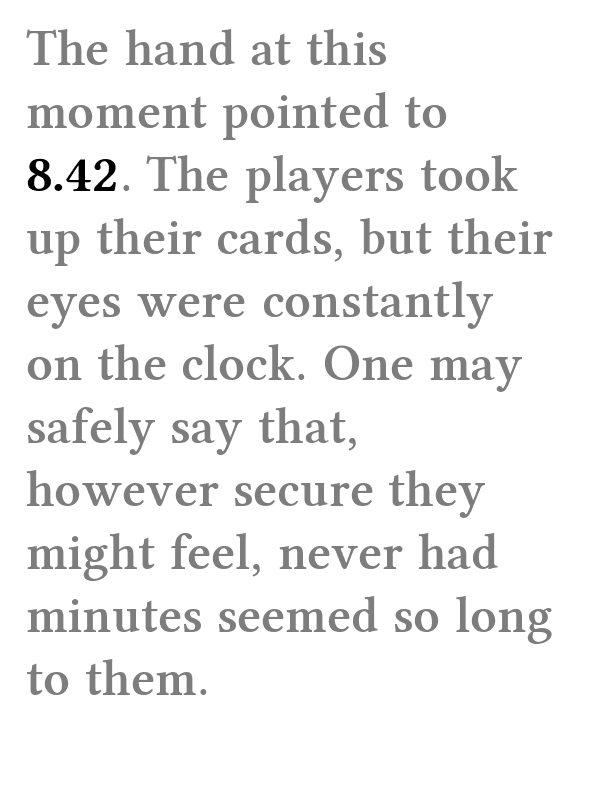 The hand at this
moment pointed to
8.42. The players took
up their cards, but their
eyes were constantly
on the clock. One may
safely say that,
however secure they
might feel, never had
minutes seemed so long
to them.